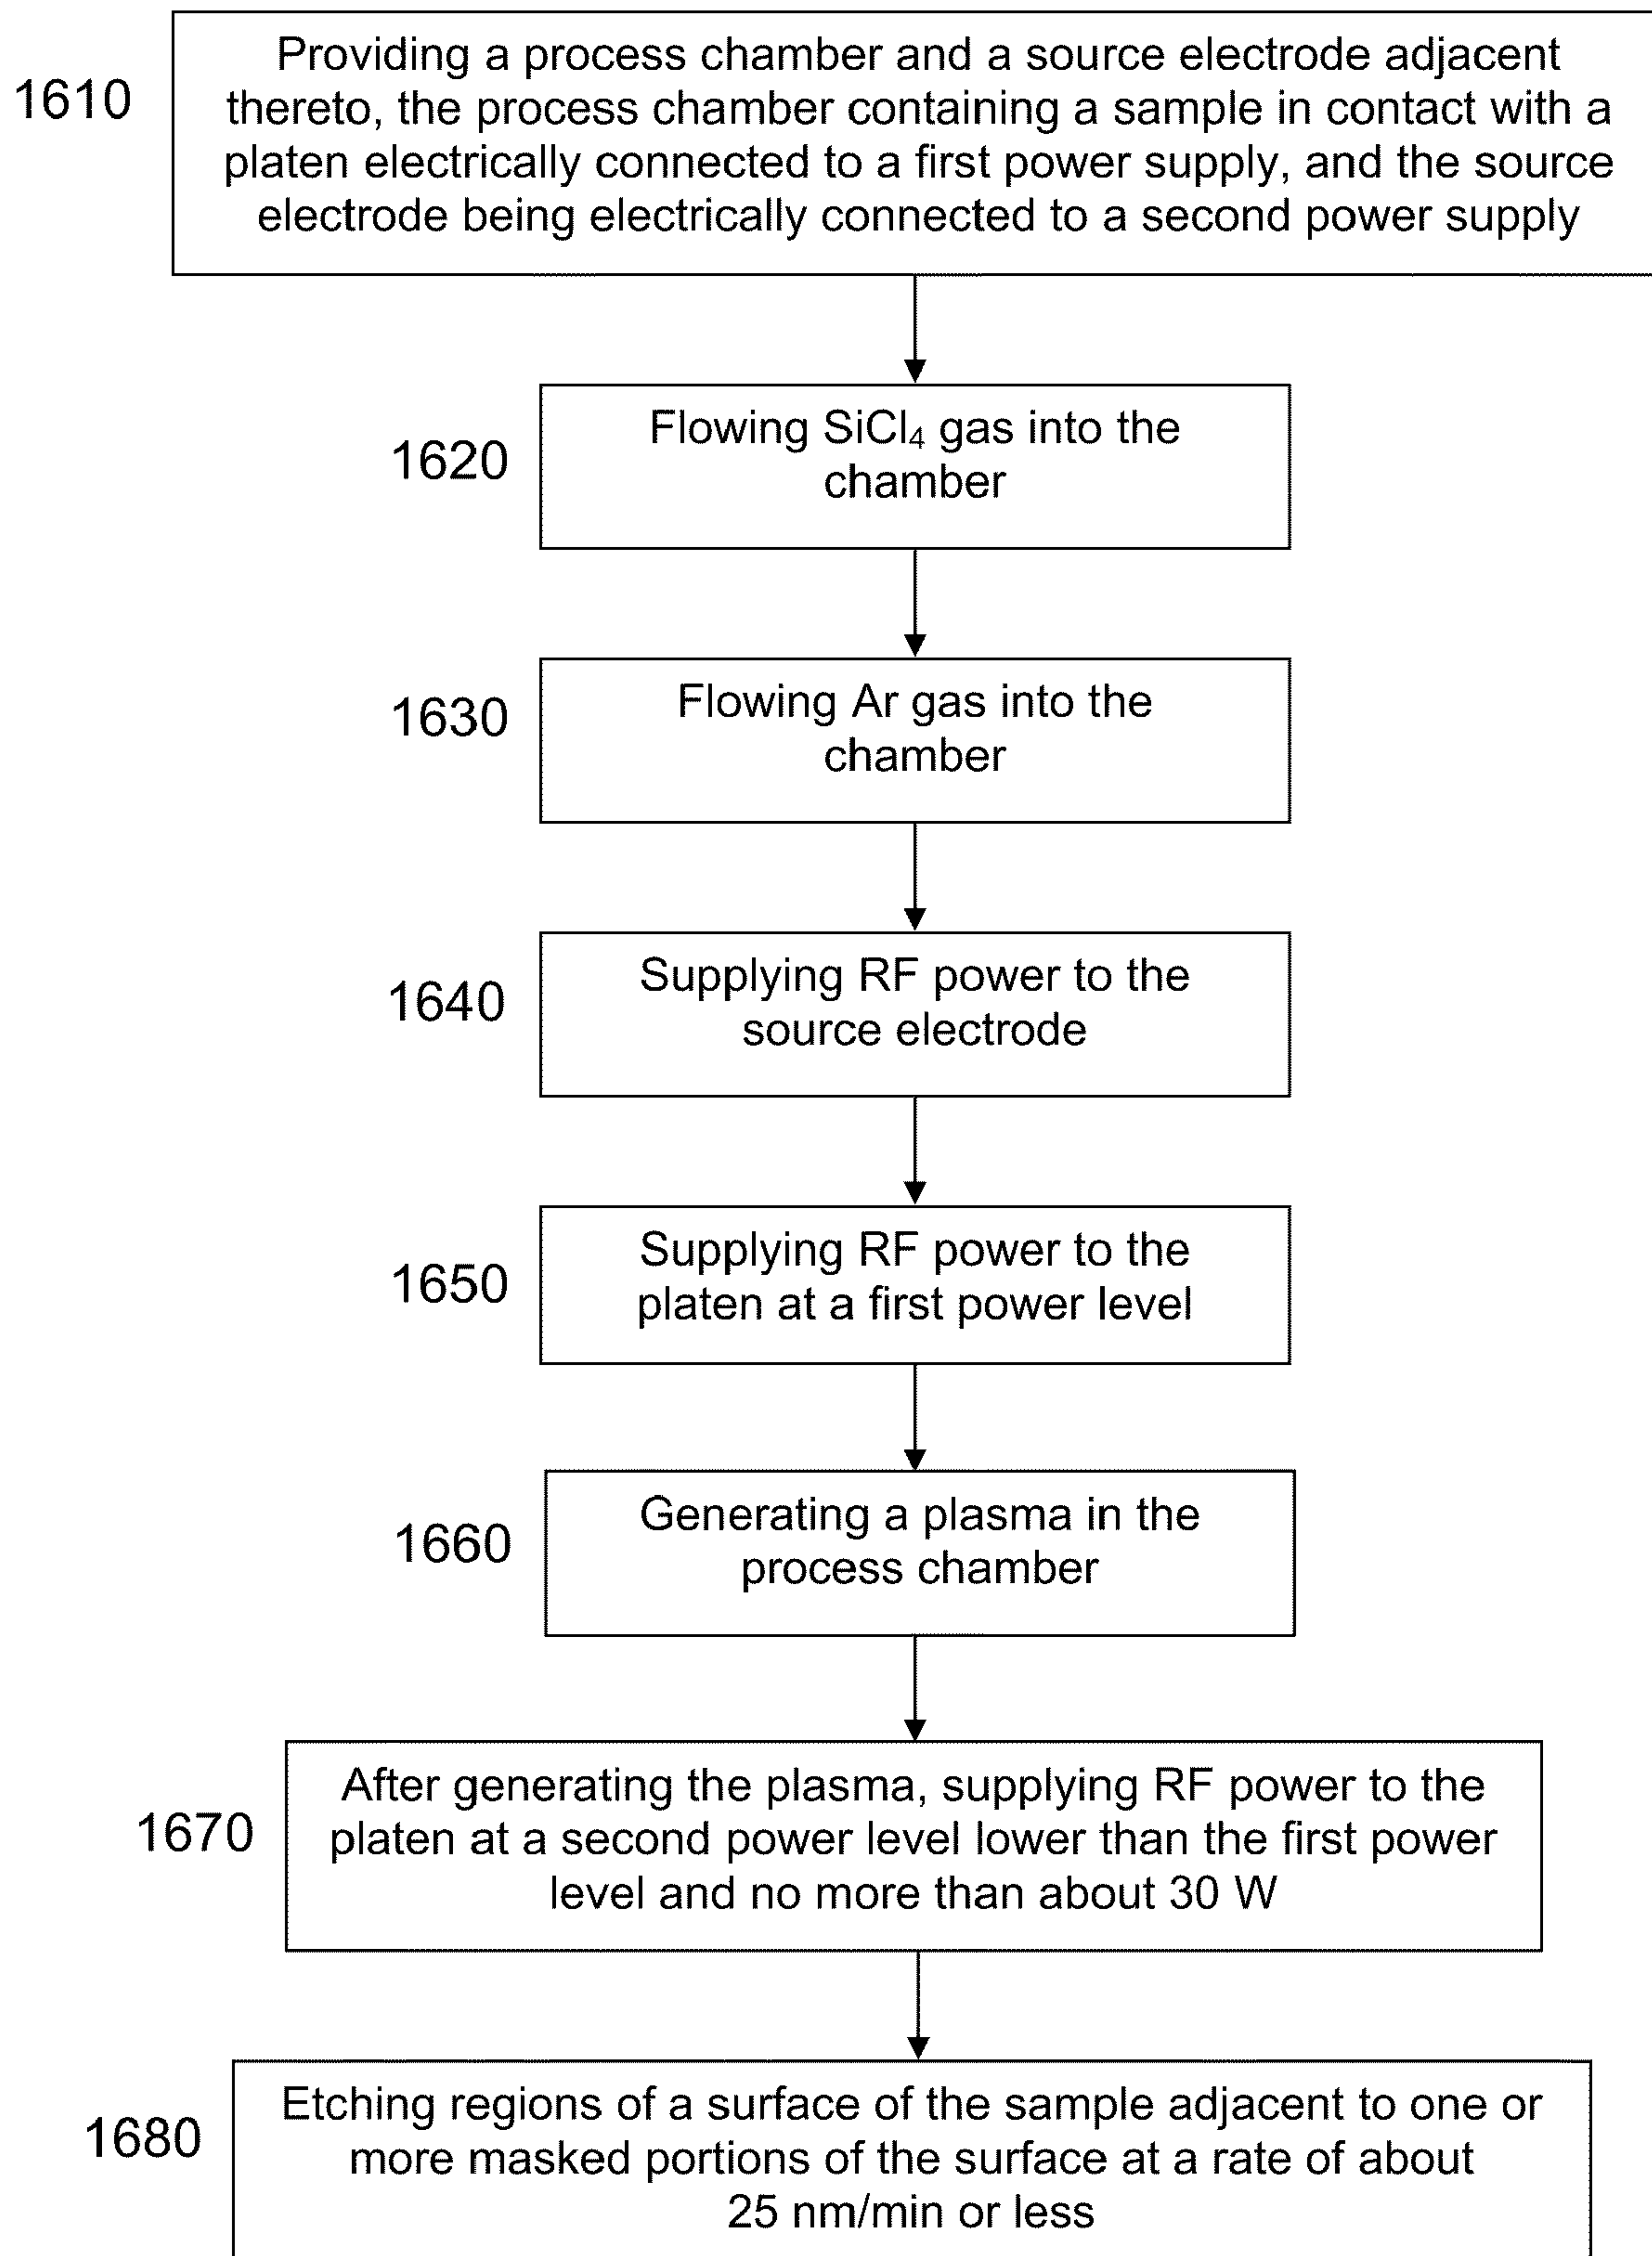 1610
Providing a process chamber and a source electrode adjacent
thereto, the process chamber containing a sample in contact with a
platen electrically connected to a first power supply, and the source
electrode being electrically connected to a second power supply
1620
Flowing SiCl₄ gas into the
chamber
1630
Flowing Ar gas into the
chamber
1640
Supplying RF power to the
source electrode
1650
Supplying RF power to the
platen at a first power level
1660
Generating a plasma in the
process chamber
1670
After generating the plasma, supplying RF power to the
platen at a second power level lower than the first power
level and no more than about 30 W
1680
Etching regions of a surface of the sample adjacent to one or
more masked portions of the surface at a rate of about
25 nm/min or less